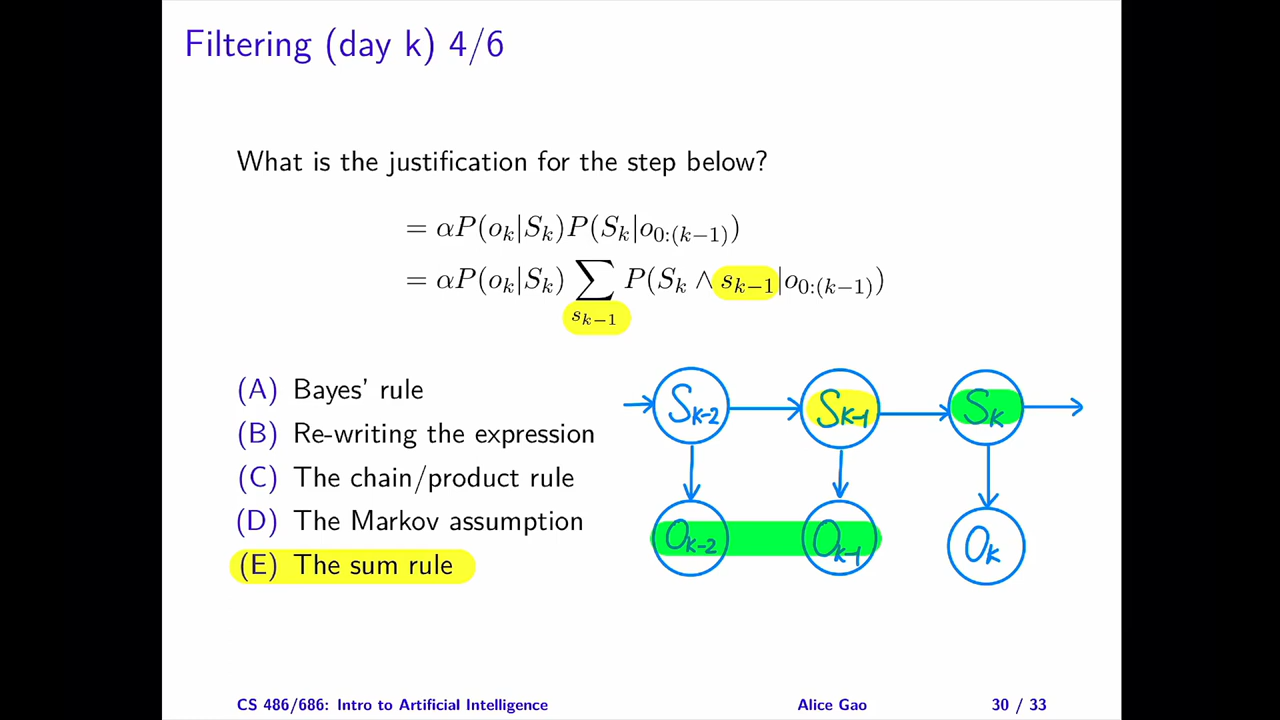 Filtering (day k) 4/6
What is the justification for the step below?
= αP(o_k|S_k)P(S_k|o_{0:(k−1)})
= αP(o_k|S_k) ∑_{s_{k−1}} P(S_k ∧ s_{k−1}|o_{0:(k−1)})
(A) Bayes' rule
(B) Re-writing the expression
(C) The chain/product rule
(D) The Markov assumption
(E) The sum rule
S_{k-2} S_{k-1} S_k
O_{k-2} O_{k-1} O_k
CS 486/686: Intro to Artificial Intelligence Alice Gao 30 / 33